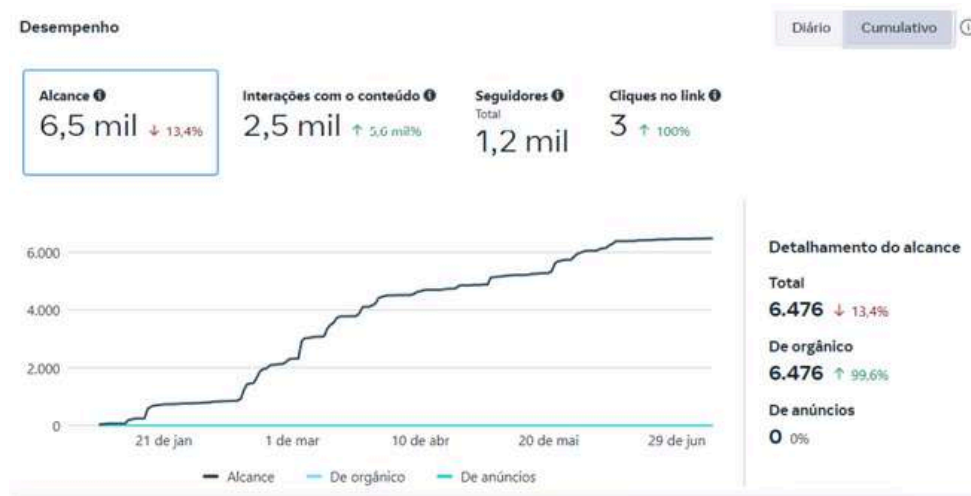 Desempenho
Diário Cumulativo
Alcance
6,5 mil ↓ 13,4%
Interações com o conteúdo
2,5 mil ↑ 5,6 mil%
Seguidores
Total
1,2 mil
Cliques no link
3 ↑ 100%
6.000
4.000
2.000
0
21 de jan 1 de mar 10 de abr 20 de mai 29 de jun
Alcance De orgânico De anúncios
Detalhamento do alcance
Total
6.476 ↓ 13,4%
De orgânico
6.476 ↑ 99,6%
De anúncios
0 0%